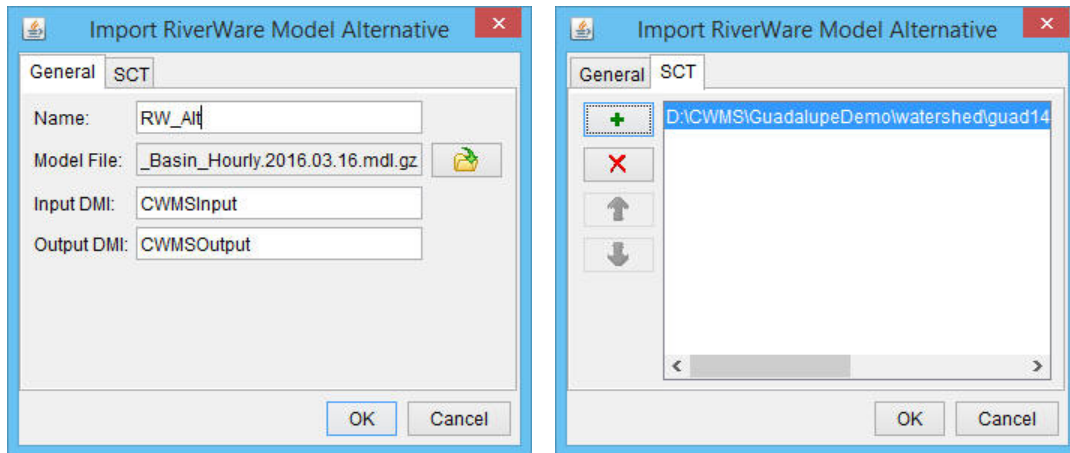 Import RiverWare Model Alternative
General SCT
Name: RW_Alt
Model File: _Basin_Hourly.2016.03.16.mdl.gz
Input DMI: CWMSInput
Output DMI: CWMSOutput
OK Cancel
Import RiverWare Model Alternative
General SCT
D:\CWMS\GuadalupeDemo\watershed\guad14
OK Cancel